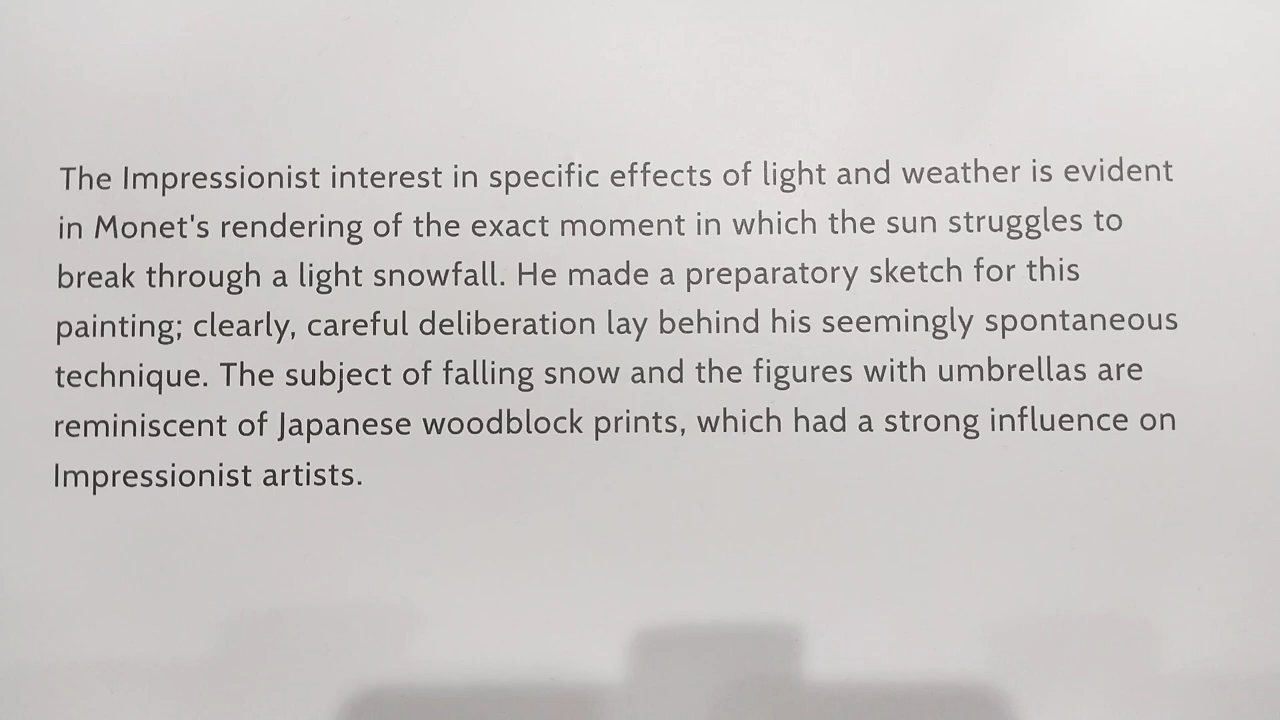 The Impressionist interest in specific effects of light and weather is evident
in Monet's rendering of the exact moment in which the sun struggles to
break through a light snowfall. He made a preparatory sketch for this
painting; clearly, careful deliberation lay behind his seemingly spontaneous
technique. The subject of falling snow and the figures with umbrellas are
reminiscent of Japanese woodblock prints, which had a strong influence on
Impressionist artists.